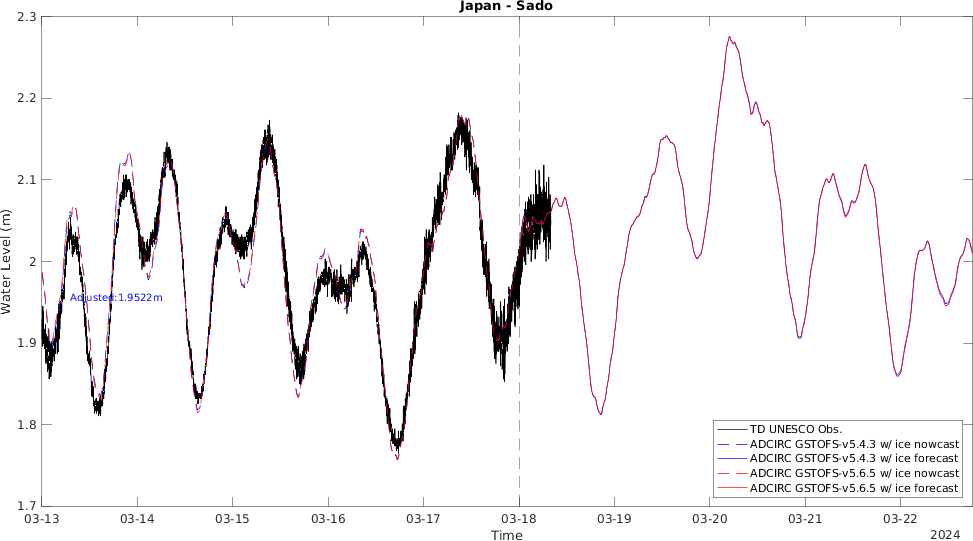 Japan - Sado
2.3
2.2
2.1
2
1.9
1.8
1.7
Water Level (m)
Adjusted:1.9522m
TD UNESCO Obs.
ADCIRC GSTOFS-v5.4.3 w/ ice nowcast
ADCIRC GSTOFS-v5.4.3 w/ ice forecast
ADCIRC GSTOFS-v5.6.5 w/ ice nowcast
ADCIRC GSTOFS-v5.6.5 w/ ice forecast
03-13 03-14 03-15 03-16 03-17 03-18 03-19 03-20 03-21 03-22
Time
2024